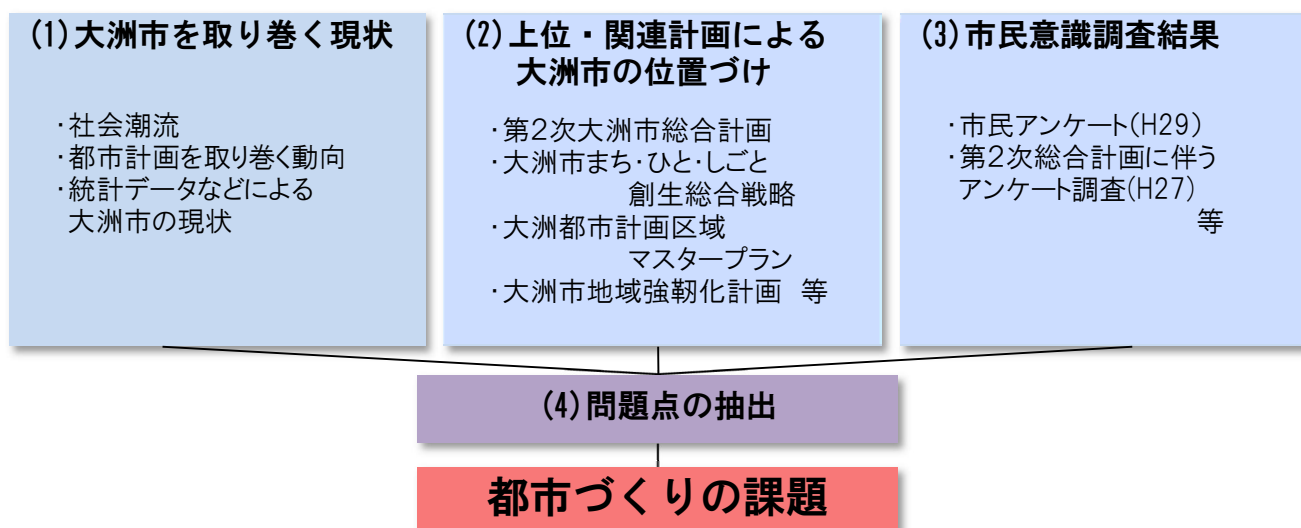 (1)大洲市を取り巻く現状
・社会潮流
・都市計画を取り巻く動向
・統計データなどによる
大洲市の現状
(2)上位・関連計画による
大洲市の位置づけ
・第2次大洲市総合計画
・大洲市まち・ひと・しごと
創生総合戦略
・大洲都市計画区域
マスタープラン
・大洲市地域強靭化計画 等
(3)市民意識調査結果
・市民アンケート(H29)
・第2次総合計画に伴う
アンケート調査(H27)
等
(4)問題点の抽出
都市づくりの課題